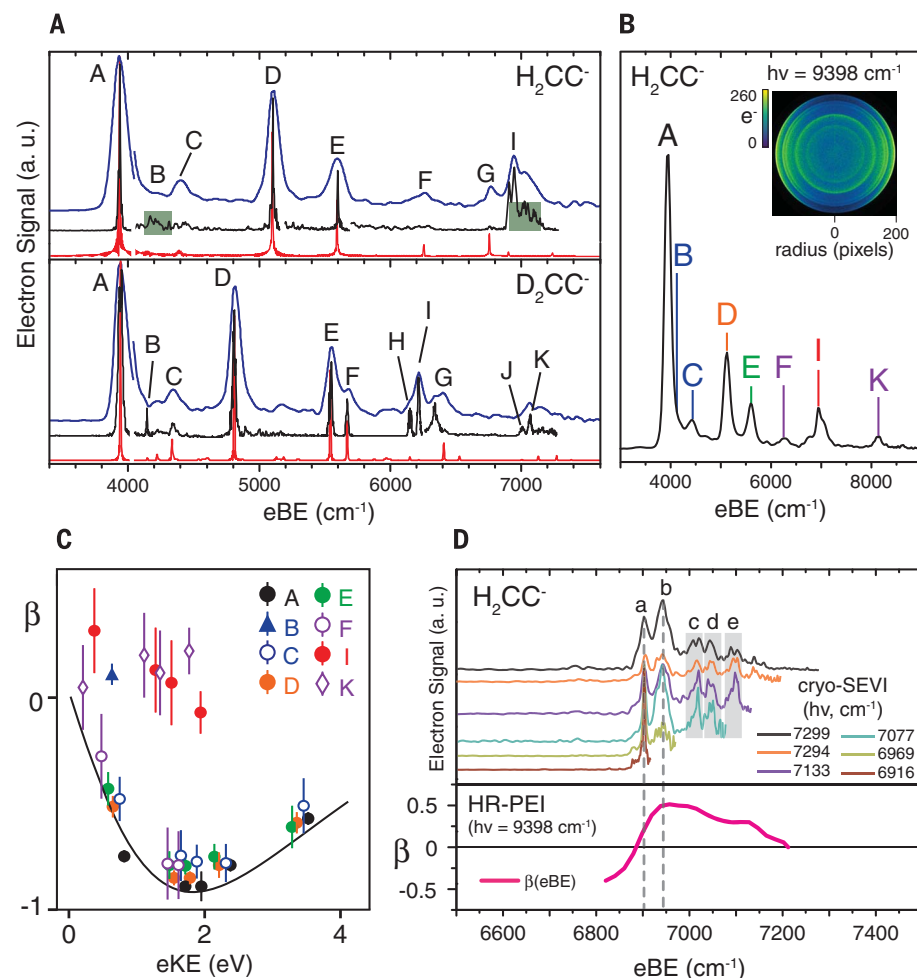 A
H₂CC⁻
A
B
C
D
E
F
G
I
D₂CC⁻
A
B
C
D
E
F
H
I
G
J
K
Electron Signal (a. u.)
4000 5000 6000 7000
eBE (cm⁻¹)
B
H₂CC⁻
hν = 9398 cm⁻¹
260
e⁻
0
0 200
radius (pixels)
A
B
C
D
E
F
I
K
4000 6000 8000
eBE (cm⁻¹)
C
β
0
-1
A E
B F
C I
D K
0 2 4
eKE (eV)
D
H₂CC⁻
a b c d e
Electron Signal (a. u.)
cryo-SEVI
(hν, cm⁻¹)
7299 7077
7294 6969
7133 6916
HR-PEI
(hν = 9398 cm⁻¹)
β
0.5
0
-0.5
β(eBE)
6600 6800 7000 7200 7400
eBE (cm⁻¹)